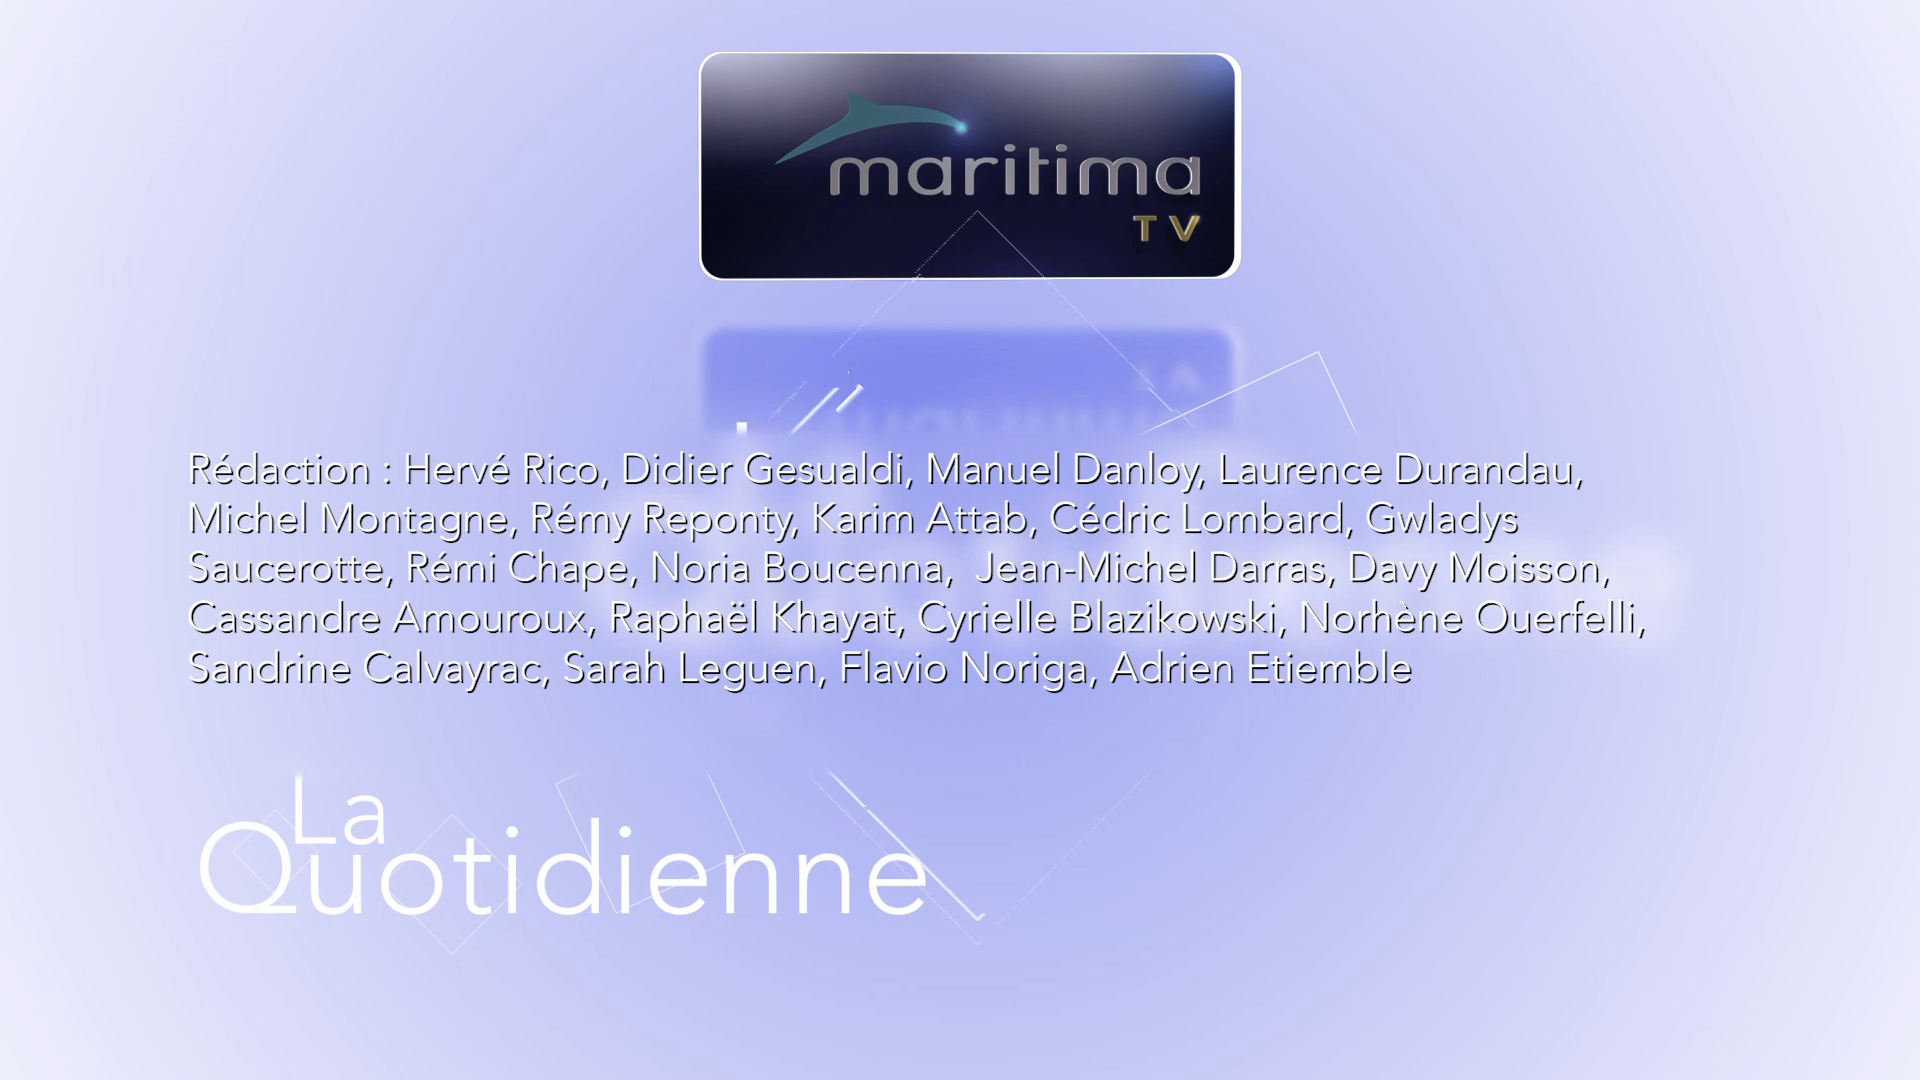 maritima
TV
Rédaction : Hervé Rico, Didier Gesualdi, Manuel Danloy, Laurence Durandau,
Michel Montagne, Rémy Reponty, Karim Attab, Cédric Lombard, Gwladys
Saucerotte, Rémi Chape, Noria Boucenna,  Jean-Michel Darras, Davy Moisson,
Cassandre Amouroux, Raphaël Khayat, Cyrielle Blazikowski, Norhène Ouerfelli,
Sandrine Calvayrac, Sarah Leguen, Flavio Noriga, Adrien Etiemble
La
Quotidienne